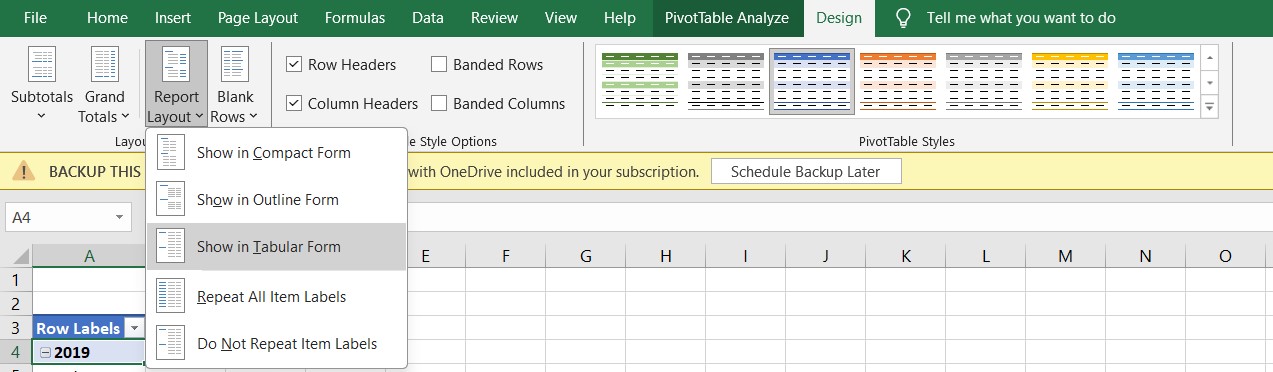 File Home Insert Page Layout Formulas Data Review View Help PivotTable Analyze Design Tell me what you want to do
Subtotals
Grand Totals
Report Layout
Blank Rows
Row Headers
Banded Rows
Column Headers
Banded Columns
Style Options
PivotTable Styles
Show in Compact Form
Show in Outline Form
Show in Tabular Form
Repeat All Item Labels
Do Not Repeat Item Labels
BACKUP THIS
with OneDrive included in your subscription.
Schedule Backup Later
A4
A E F G H I J K L M N O
1
2
3 Row Labels
4 2019